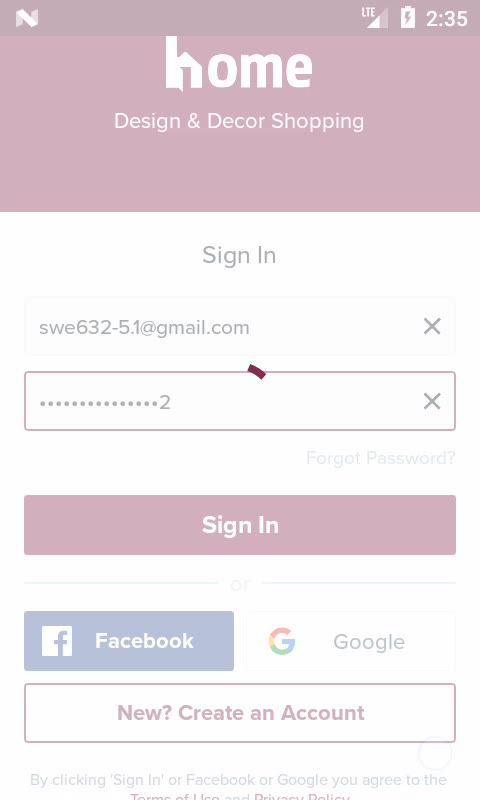 LTE 2:35
home
Design & Decor Shopping
Sign In
swe632-5.1@gmail.com
•••••••••••••••2
Forgot Password?
Sign In
or
Facebook
Google
New? Create an Account
By clicking 'Sign In' or Facebook or Google you agree to the
Terms of Use and Privacy Policy